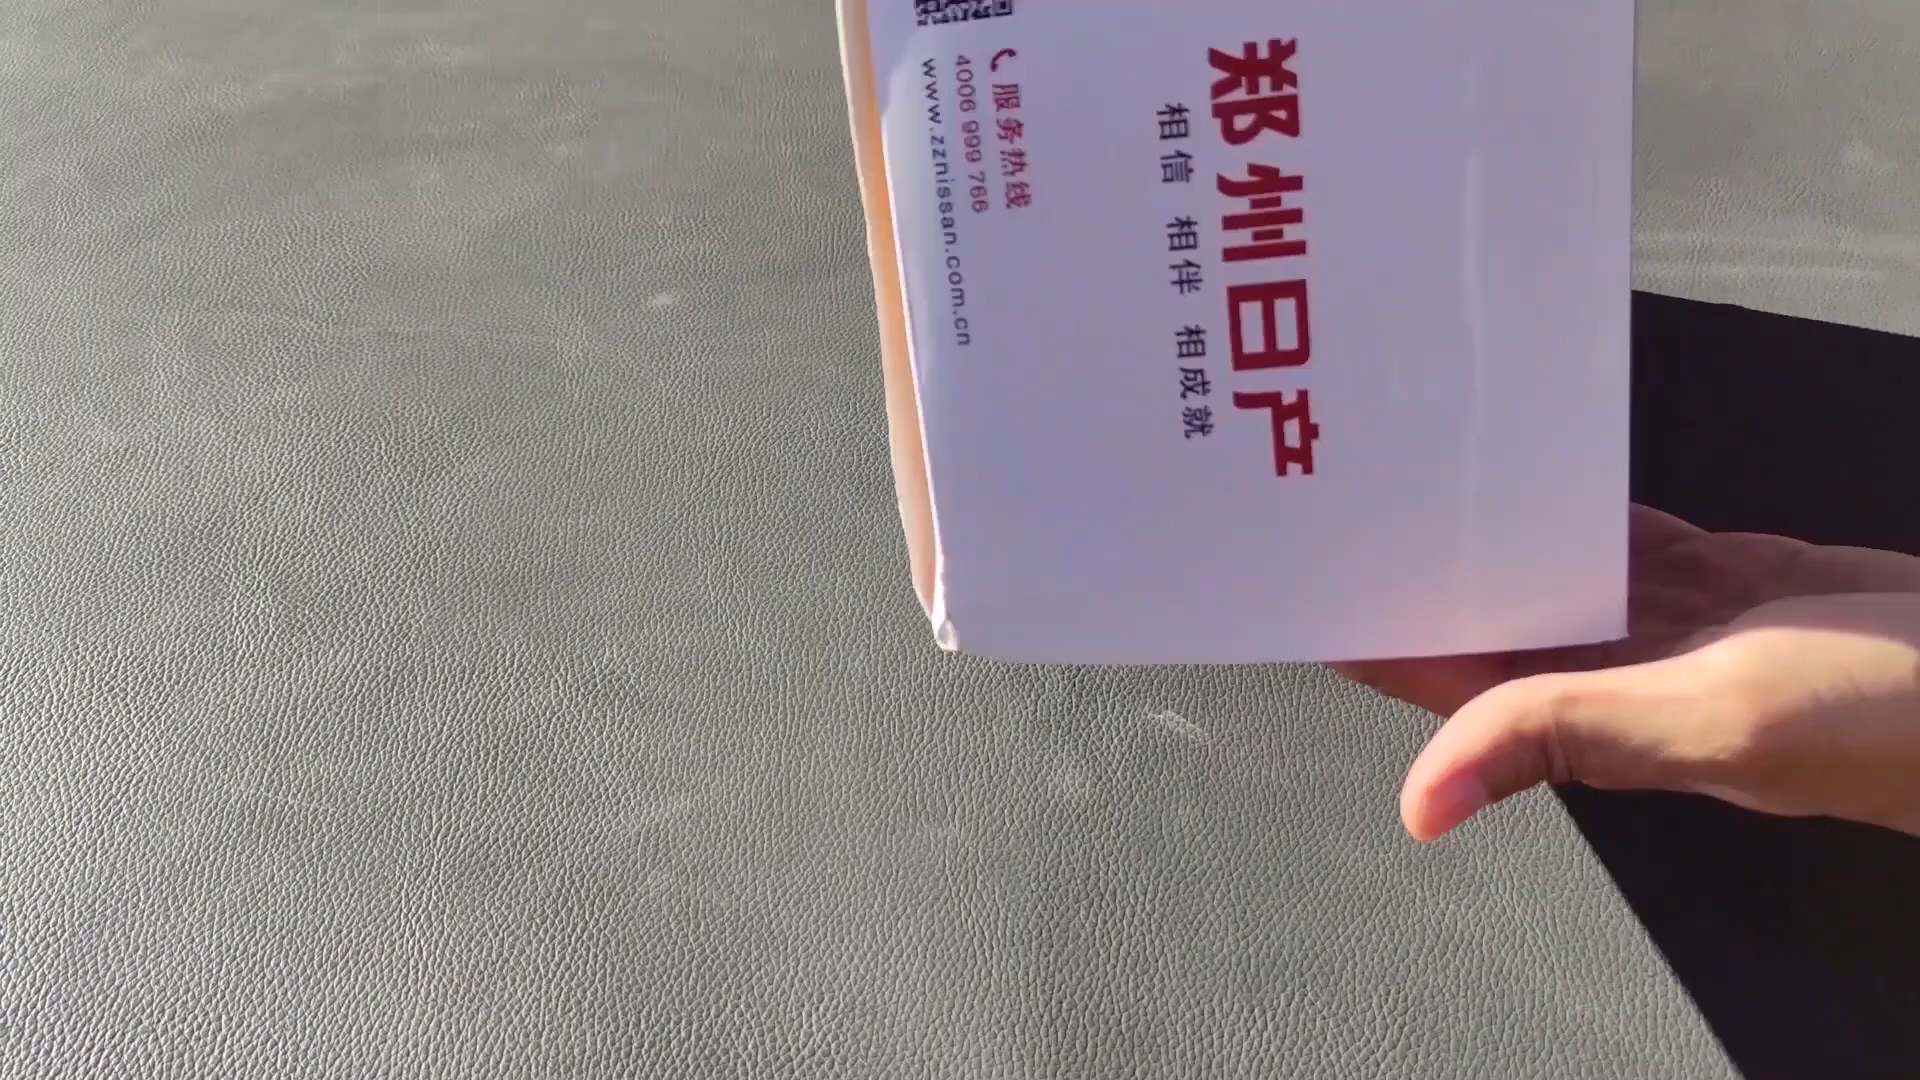 郑州日产
相信 相伴 相成就
服务热线
4006 999 766
www.zznissan.com.cn